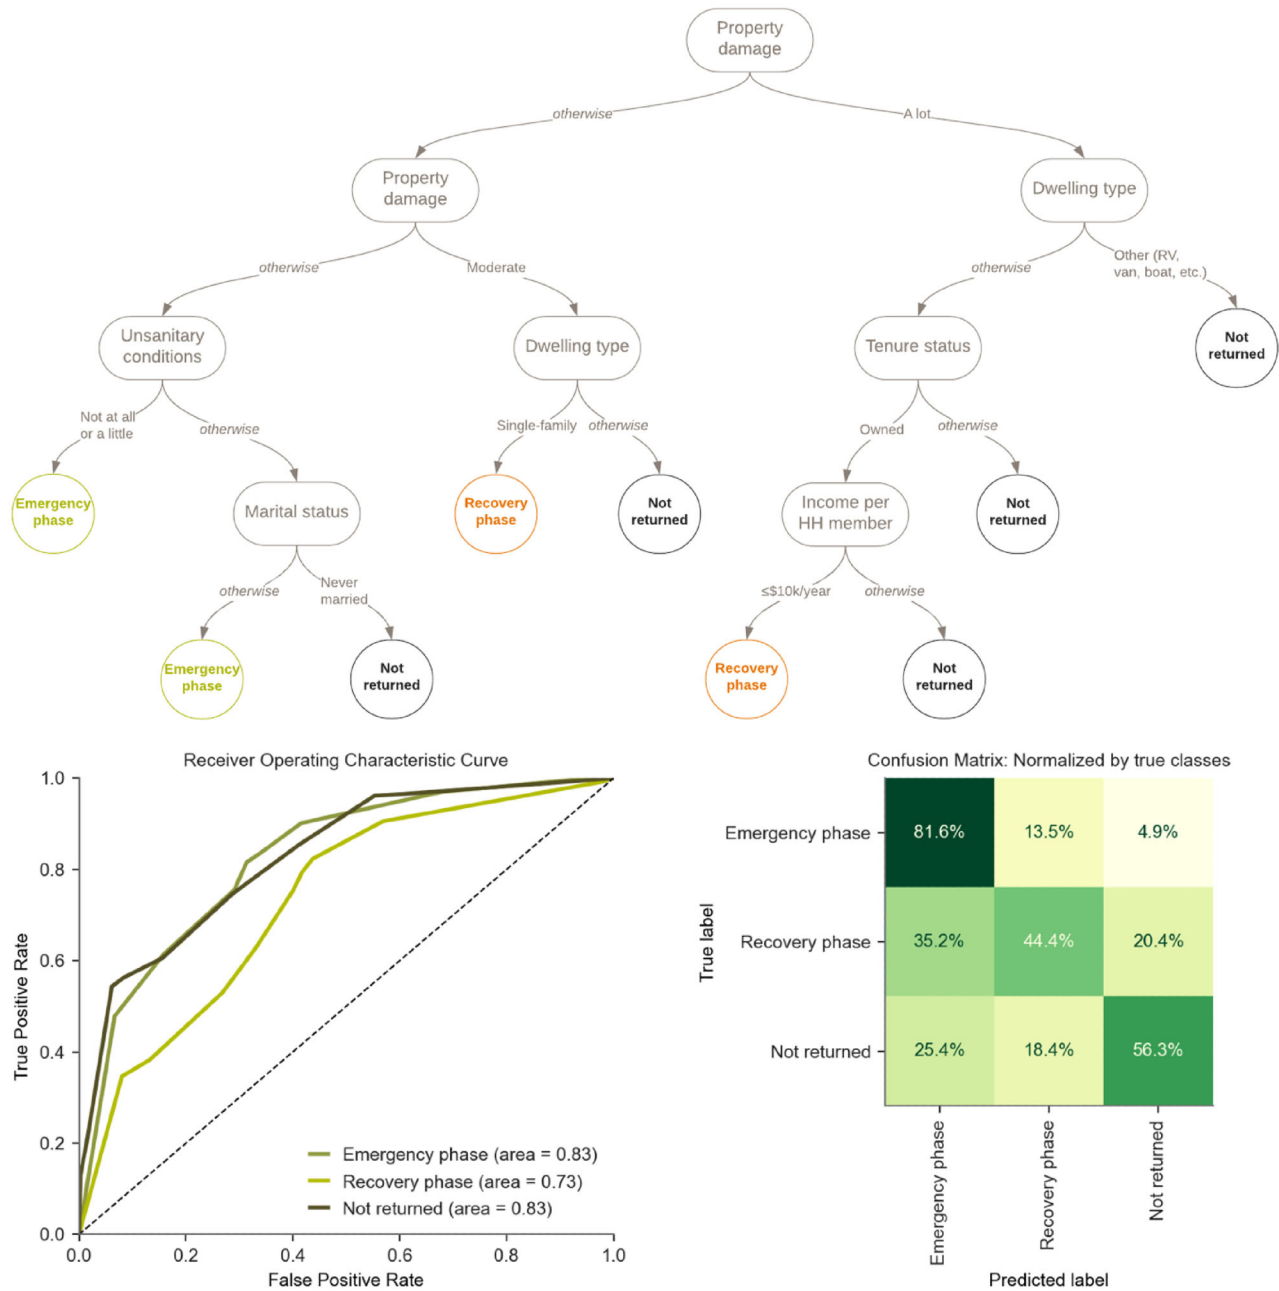 Property
damage
otherwise
A lot
Property
damage
Dwelling type
otherwise
Moderate
otherwise
Other (RV,
van, boat, etc.)
Unsanitary
conditions
Dwelling type
Tenure status
Not
returned
Not at all
or a little
otherwise
Single-family
otherwise
Owned
otherwise
Emergency
phase
Marital status
Recovery
phase
Not
returned
Income per
HH member
Not
returned
otherwise
Never
married
≤$10k/year
otherwise
Emergency
phase
Not
returned
Recovery
phase
Not
returned
Receiver Operating Characteristic Curve
1.0
0.8
0.6
0.4
0.2
0.0
True Positive Rate
Emergency phase (area = 0.83)
Recovery phase (area = 0.73)
Not returned (area = 0.83)
0.0 0.2 0.4 0.6 0.8 1.0
False Positive Rate
Confusion Matrix: Normalized by true classes
True label
Emergency phase 81.6% 13.5% 4.9%
Recovery phase 35.2% 44.4% 20.4%
Not returned 25.4% 18.4% 56.3%
Emergency phase
Recovery phase
Not returned
Predicted label